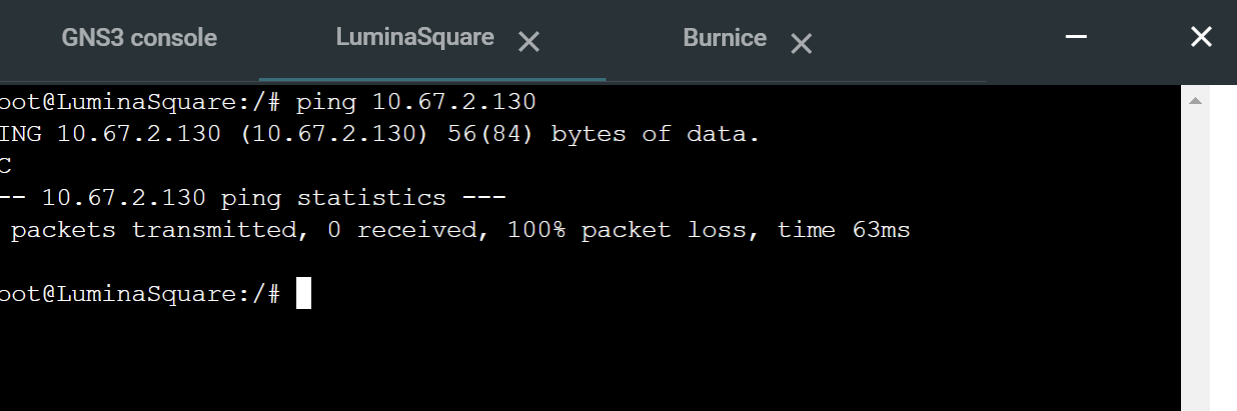 GNS3 console LuminaSquare Burnice
oot@LuminaSquare:/# ping 10.67.2.130
ING 10.67.2.130 (10.67.2.130) 56(84) bytes of data.
C
-- 10.67.2.130 ping statistics ---
packets transmitted, 0 received, 100% packet loss, time 63ms
oot@LuminaSquare:/#